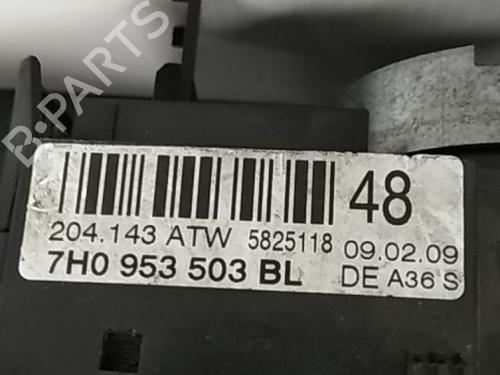 B-PARTS
48
204.143 ATW 5825118 09.02.09
7H0 953 503 BL DE A36 S